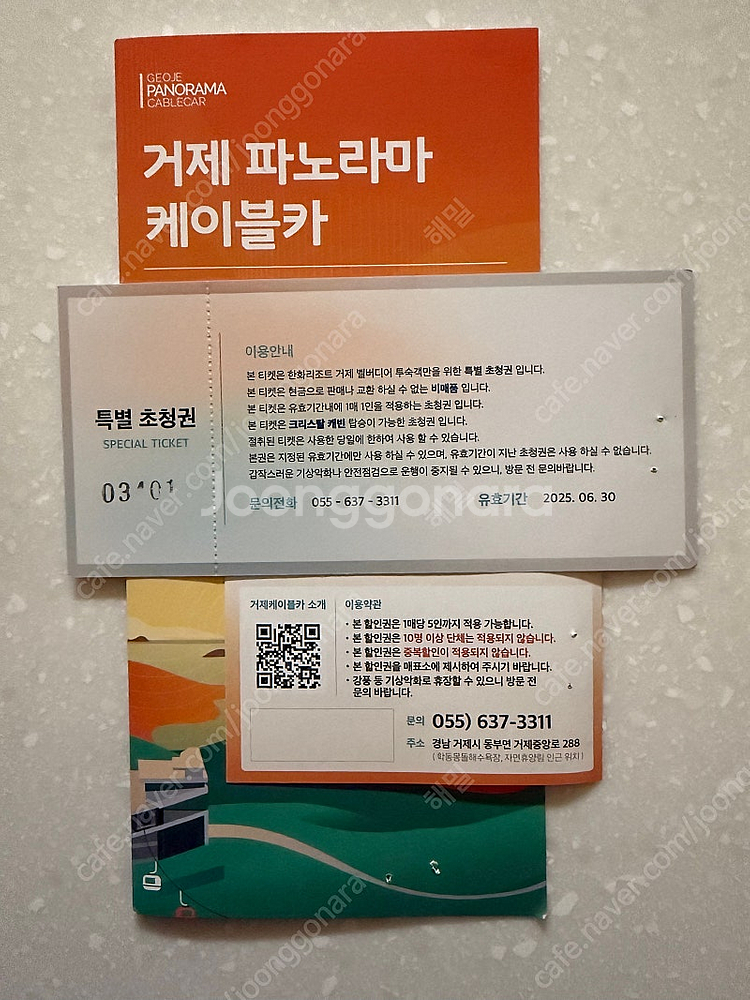 GEOJE
PANORAMA
CABLECAR
거제 파노라마
케이블카
특별 초청권
SPECIAL TICKET
이용안내
본 티켓은 한화리조트 거제 벨버디어 투숙객만을 위한 특별 초청권 입니다.
본 티켓은 현금으로 판매나 교환 하실 수 없는 비매품 입니다.
본 티켓은 유효기간내에 1매 1인을 적용하는 초청권 입니다.
본 티켓은 크리스탈 캐빈 탑승이 가능한 초청권 입니다.
절취된 티켓은 사용한 당일에 한하여 사용 할 수 있습니다.
본권은 지정된 유효기간에만 사용 하실 수 있으며, 유효기간이 지난 초청권은 사용 하실 수 없습니다.
갑작스러운 기상악화나 안전점검으로 운행이 중지될 수 있으니, 방문 전 문의바랍니다.
문의전화 055 - 637 - 3311 유효기간 2025. 06. 30
joonggonara
거제케이블카 소개
이용약관
· 본 할인권은 1매당 5인까지 적용 가능합니다.
· 본 할인권은 10명 이상 단체는 적용되지 않습니다.
· 본 할인권은 중복할인이 적용되지 않습니다.
· 본 할인권을 매표소에 제시하여 주시기 바랍니다.
· 강풍 등 기상악화로 휴장할 수 있으니 방문 전
문의 바랍니다.
문의 055) 637-3311
주소 경남 거제시 동부면 거제중앙로 288
( 학동몽돌해수욕장, 자연휴양림 인근 위치 )
cafe.naver.com/joonggonara
해밀